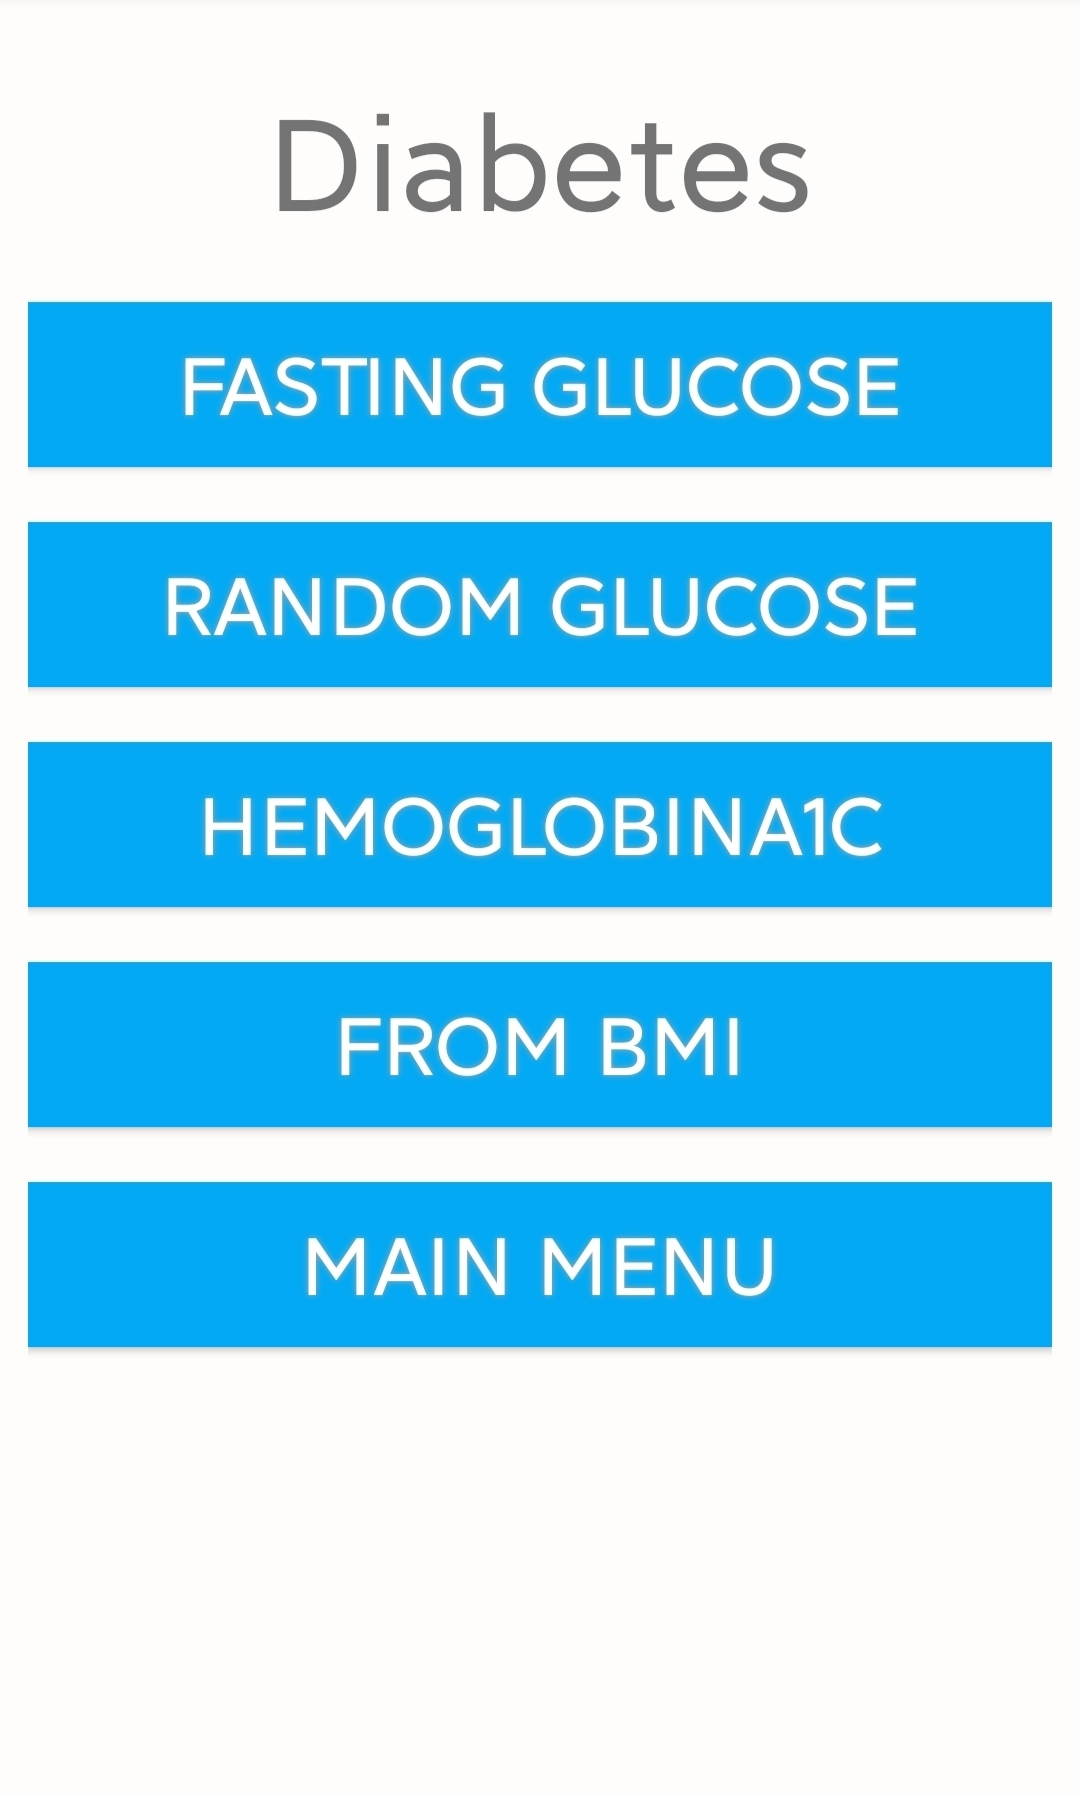 Diabetes
FASTING GLUCOSE
RANDOM GLUCOSE
HEMOGLOBINA1C
FROM BMI
MAIN MENU